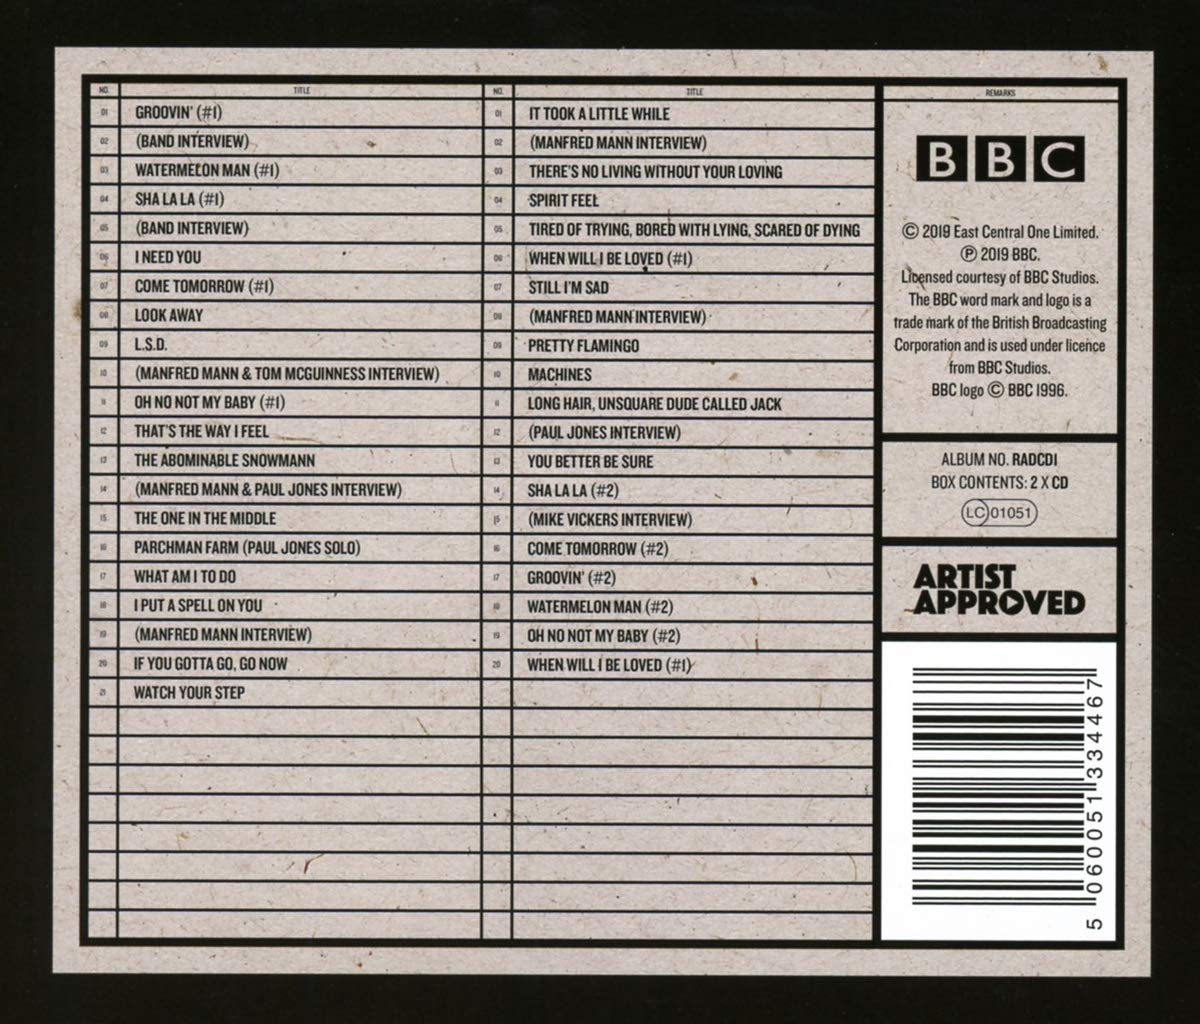 NO. TITLE
01 GROOVIN' (#1)
02 (BAND INTERVIEW)
03 WATERMELON MAN (#1)
04 SHA LA LA (#1)
05 (BAND INTERVIEW)
06 I NEED YOU
07 COME TOMORROW (#1)
08 LOOK AWAY
09 L.S.D.
10 (MANFRED MANN & TOM MCGUINNESS INTERVIEW)
11 OH NO NOT MY BABY (#1)
12 THAT'S THE WAY I FEEL
13 THE ABOMINABLE SNOWMANN
14 (MANFRED MANN & PAUL JONES INTERVIEW)
15 THE ONE IN THE MIDDLE
16 PARCHMAN FARM (PAUL JONES SOLO)
17 WHAT AM I TO DO
18 I PUT A SPELL ON YOU
19 (MANFRED MANN INTERVIEW)
20 IF YOU GOTTA GO, GO NOW
21 WATCH YOUR STEP
NO. TITLE
01 IT TOOK A LITTLE WHILE
02 (MANFRED MANN INTERVIEW)
03 THERE'S NO LIVING WITHOUT YOUR LOVING
04 SPIRIT FEEL
05 TIRED OF TRYING, BORED WITH LYING, SCARED OF DYING
06 WHEN WILL I BE LOVED (#1)
07 STILL I'M SAD
08 (MANFRED MANN INTERVIEW)
09 PRETTY FLAMINGO
10 MACHINES
11 LONG HAIR, UNSQUARE DUDE CALLED JACK
12 (PAUL JONES INTERVIEW)
13 YOU BETTER BE SURE
14 SHA LA LA (#2)
15 (MIKE VICKERS INTERVIEW)
16 COME TOMORROW (#2)
17 GROOVIN' (#2)
18 WATERMELON MAN (#2)
19 OH NO NOT MY BABY (#2)
20 WHEN WILL I BE LOVED (#1)
REMARKS
BBC
© 2019 East Central One Limited.
℗ 2019 BBC.
Licensed courtesy of BBC Studios.
The BBC word mark and logo is a
trade mark of the British Broadcasting
Corporation and is used under licence
from BBC Studios.
BBC logo © BBC 1996.
ALBUM NO. RADCD1
BOX CONTENTS: 2 X CD
LC 01051
ARTIST
APPROVED
5 060051 334467